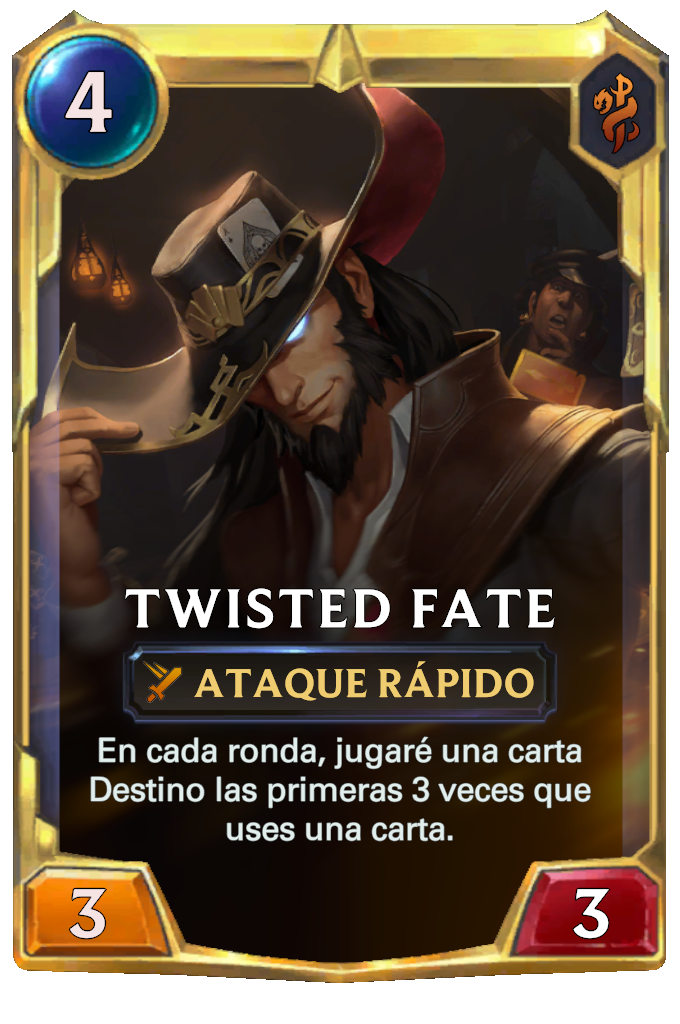 4
TWISTED FATE
ATAQUE RÁPIDO
En cada ronda, jugaré una carta
Destino las primeras 3 veces que
uses una carta.
3
3